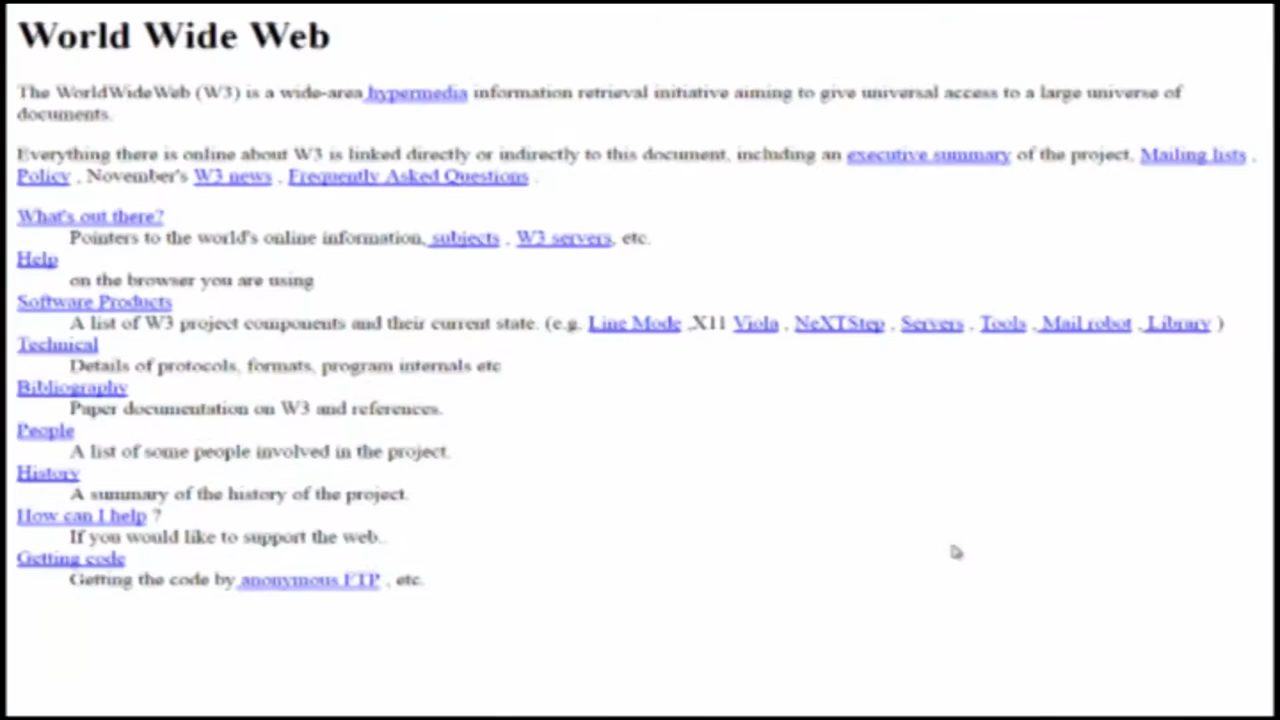 World Wide Web
The WorldWideWeb (W3) is a wide-area hypermedia information retrieval initiative aiming to give universal access to a large universe of
documents.
Everything there is online about W3 is linked directly or indirectly to this document, including an executive summary of the project, Mailing lists ,
Policy , November's W3 news , Frequently Asked Questions .
What's out there?
Pointers to the world's online information, subjects , W3 servers, etc.
Help
on the browser you are using
Software Products
A list of W3 project components and their current state. (e.g. Line Mode ,X11 Viola , NeXTStep , Servers , Tools , Mail robot , Library )
Technical
Details of protocols, formats, program internals etc
Bibliography
Paper documentation on W3 and references.
People
A list of some people involved in the project.
History
A summary of the history of the project.
How can I help ?
If you would like to support the web..
Getting code
Getting the code by anonymous FTP , etc.